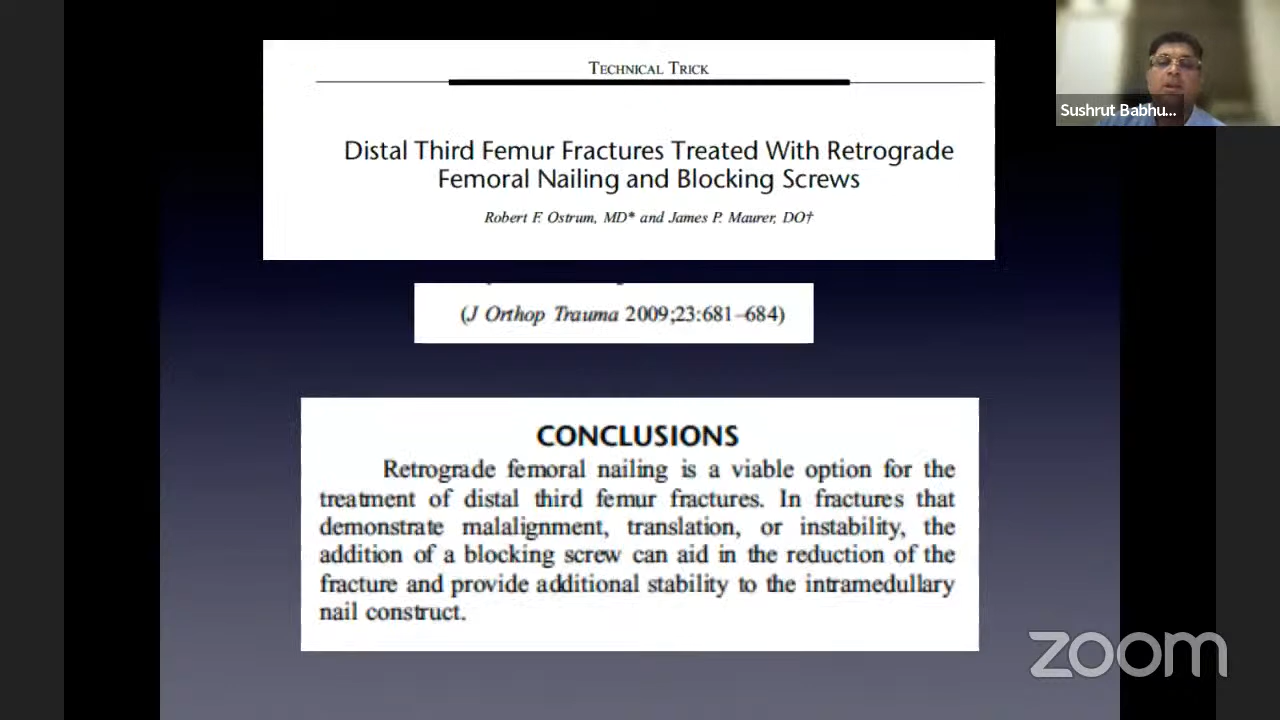 TECHNICAL TRICK
Distal Third Femur Fractures Treated With Retrograde
Femoral Nailing and Blocking Screws
Robert F. Ostrum, MD* and James P. Maurer, DO†
(J Orthop Trauma 2009;23:681–684)
CONCLUSIONS
Retrograde femoral nailing is a viable option for the
treatment of distal third femur fractures. In fractures that
demonstrate malalignment, translation, or instability, the
addition of a blocking screw can aid in the reduction of the
fracture and provide additional stability to the intramedullary
nail construct.
Sushrut Babhu...
zoom